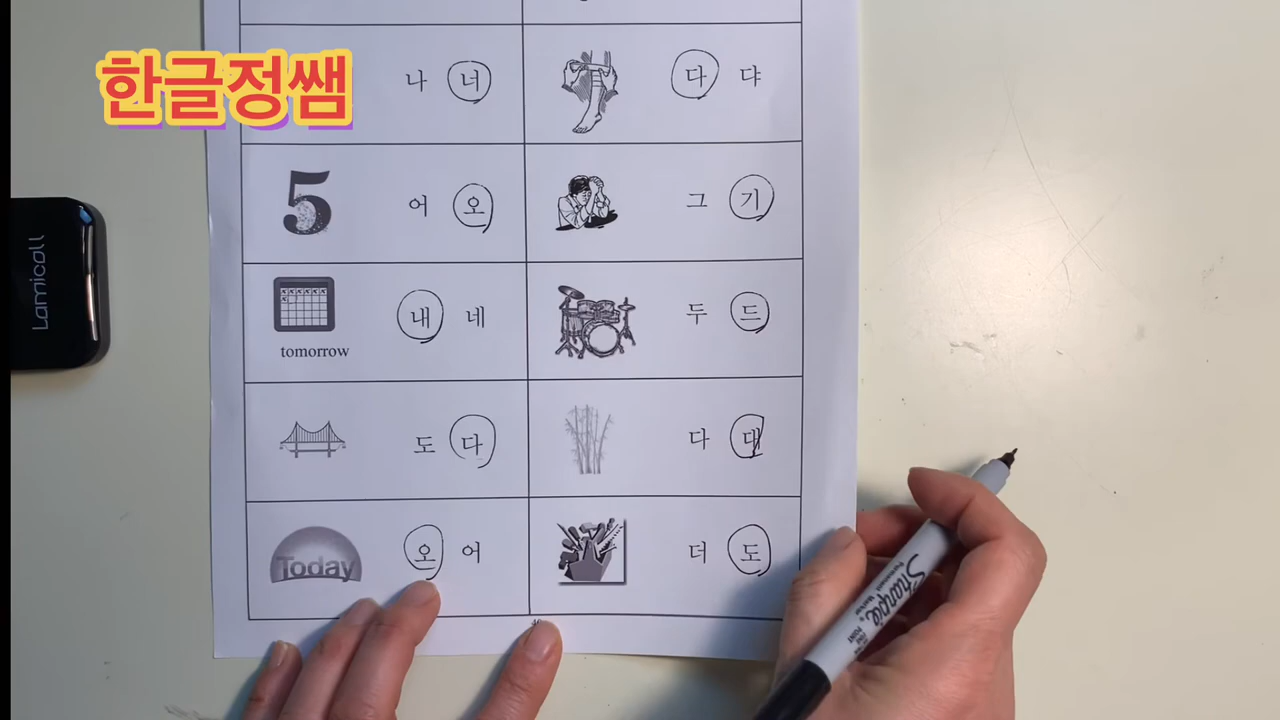 한글정쌤
나 너
다 댜
5
어 오
그 기
내 네
tomorrow
두 드
도 다
다 대
Today
오 어
더 도
Lamicall
Sharpie